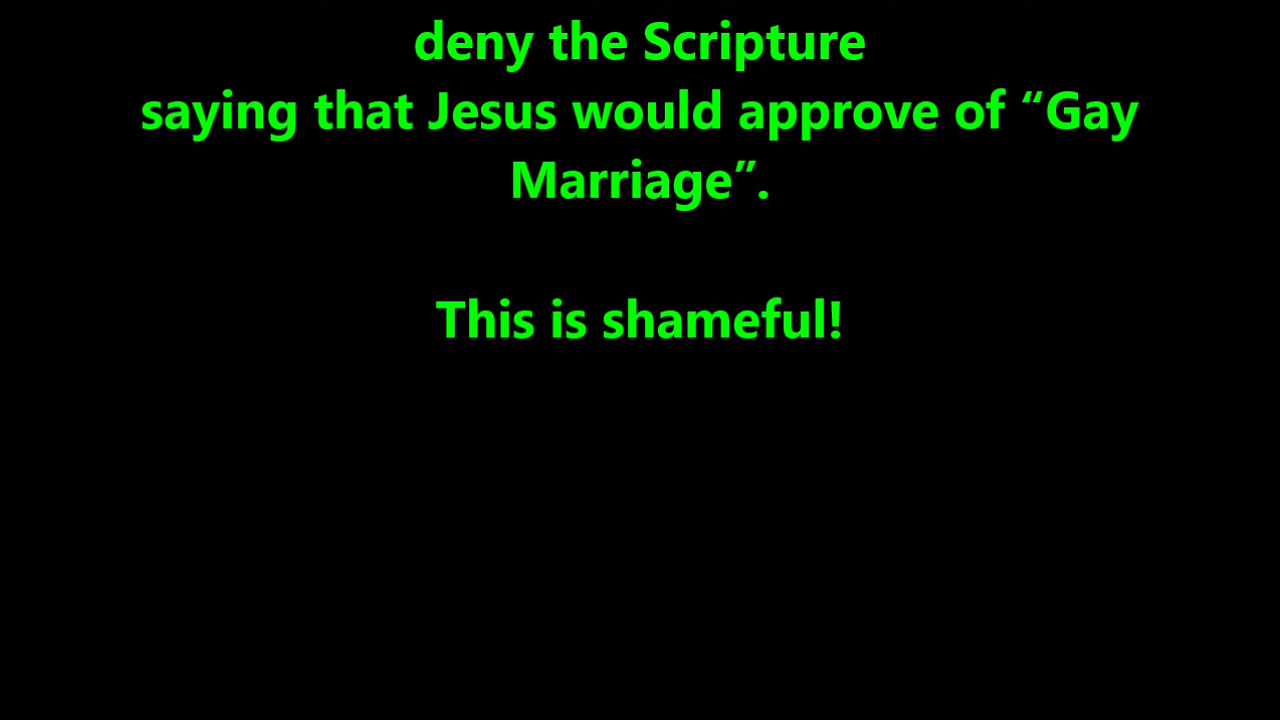 deny the Scripture
saying that Jesus would approve of “Gay
Marriage”.
This is shameful!